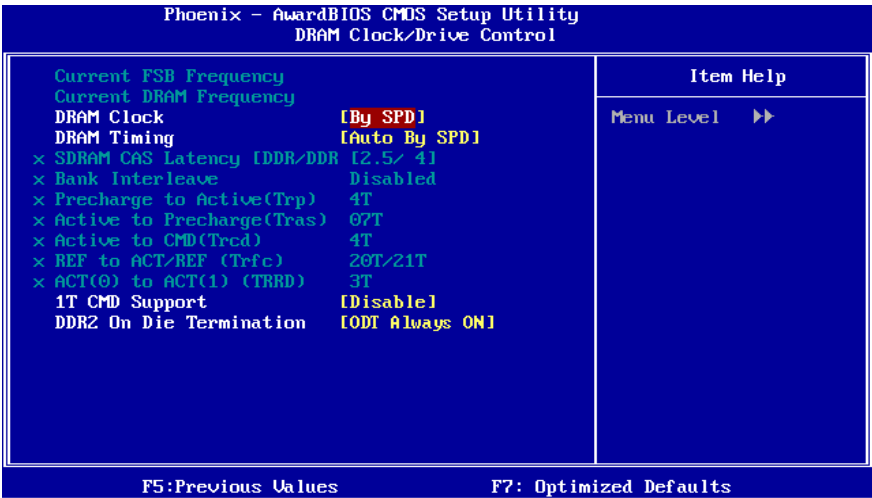 Phoenix - AwardBIOS CMOS Setup Utility
DRAM Clock/Drive Control
Current FSB Frequency
Current DRAM Frequency
DRAM Clock [By SPD]
DRAM Timing [Auto By SPD]
x SDRAM CAS Latency [DDR/DDR [2.5/ 4]
x Bank Interleave Disabled
x Precharge to Active(Trp) 4T
x Active to Precharge(Tras) 07T
x Active to CMD(Trcd) 4T
x REF to ACT/REF (Trfc) 20T/21T
x ACT(0) to ACT(1) (TRRD) 3T
1T CMD Support [Disable]
DDR2 On Die Termination [ODT Always ON]
Item Help
Menu Level ▶▶
F5:Previous Values F7: Optimized Defaults